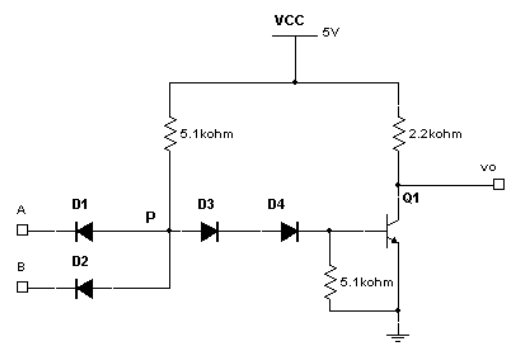 VCC
5V
5.1kohm
2.2kohm
vo
Q1
A
D1
P
D3
D4
B
D2
5.1kohm